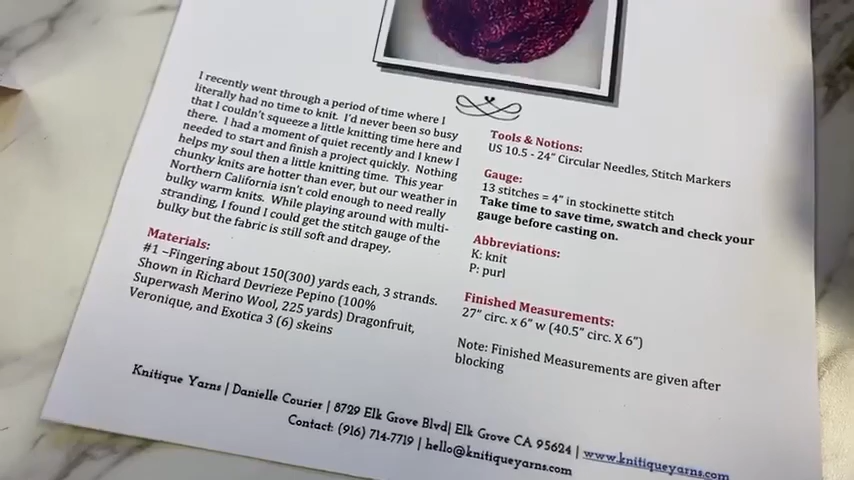 I recently went through a period of time where I
literally had no time to knit. I'd never been so busy
that I couldn't squeeze a little knitting time here and
there. I had a moment of quiet recently and I knew I
needed to start and finish a project quickly. Nothing
helps my soul then a little knitting time. This year
chunky knits are hotter than ever, but our weather in
Northern California isn't cold enough to need really
bulky warm knits. While playing around with multi-
stranding, I found I could get the stitch gauge of the
bulky but the fabric is still soft and drapey.
Materials:
#1 –Fingering about 150(300) yards each, 3 strands.
Shown in Richard Devrieze Pepino (100%
Superwash Merino Wool, 225 yards) Dragonfruit,
Veronique, and Exotica 3 (6) skeins
Tools & Notions:
US 10.5 - 24" Circular Needles, Stitch Markers
Gauge:
13 stitches = 4" in stockinette stitch
Take time to save time, swatch and check your
gauge before casting on.
Abbreviations:
K: knit
P: purl
Finished Measurements:
27" circ. x 6" w (40.5" circ. X 6")
Note: Finished Measurements are given after
blocking
Knitique Yarns | Danielle Courier | 8729 Elk Grove Blvd| Elk Grove CA 95624 | www.knitiqueyarns.com
Contact: (916) 714-7719 | hello@knitiqueyarns.com